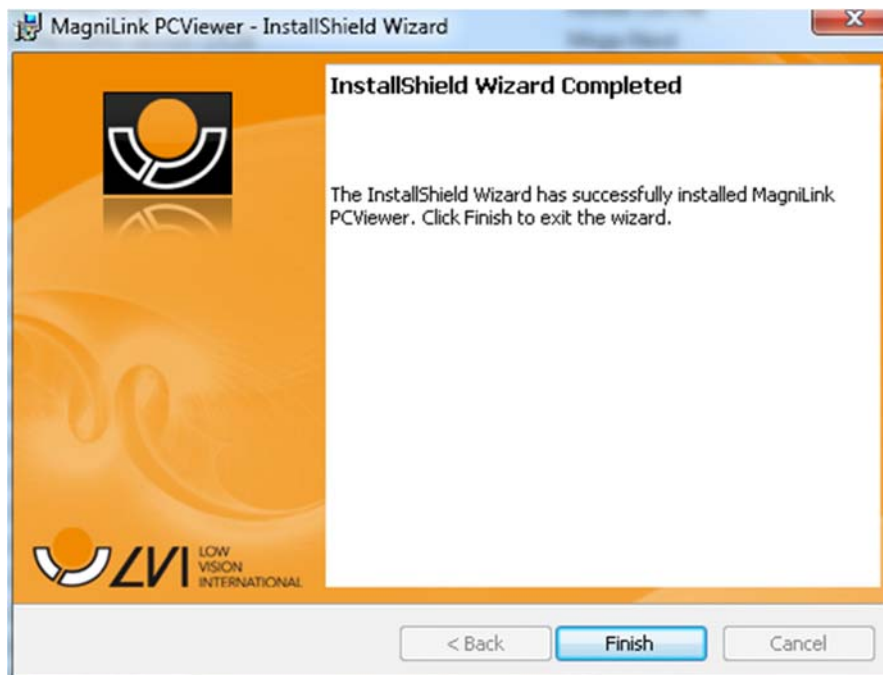 MagniLink PCViewer - InstallShield Wizard
InstallShield Wizard Completed
The InstallShield Wizard has successfully installed MagniLink
PCViewer. Click Finish to exit the wizard.
LVI
LOW
VISION
INTERNATIONAL
< Back
Finish
Cancel